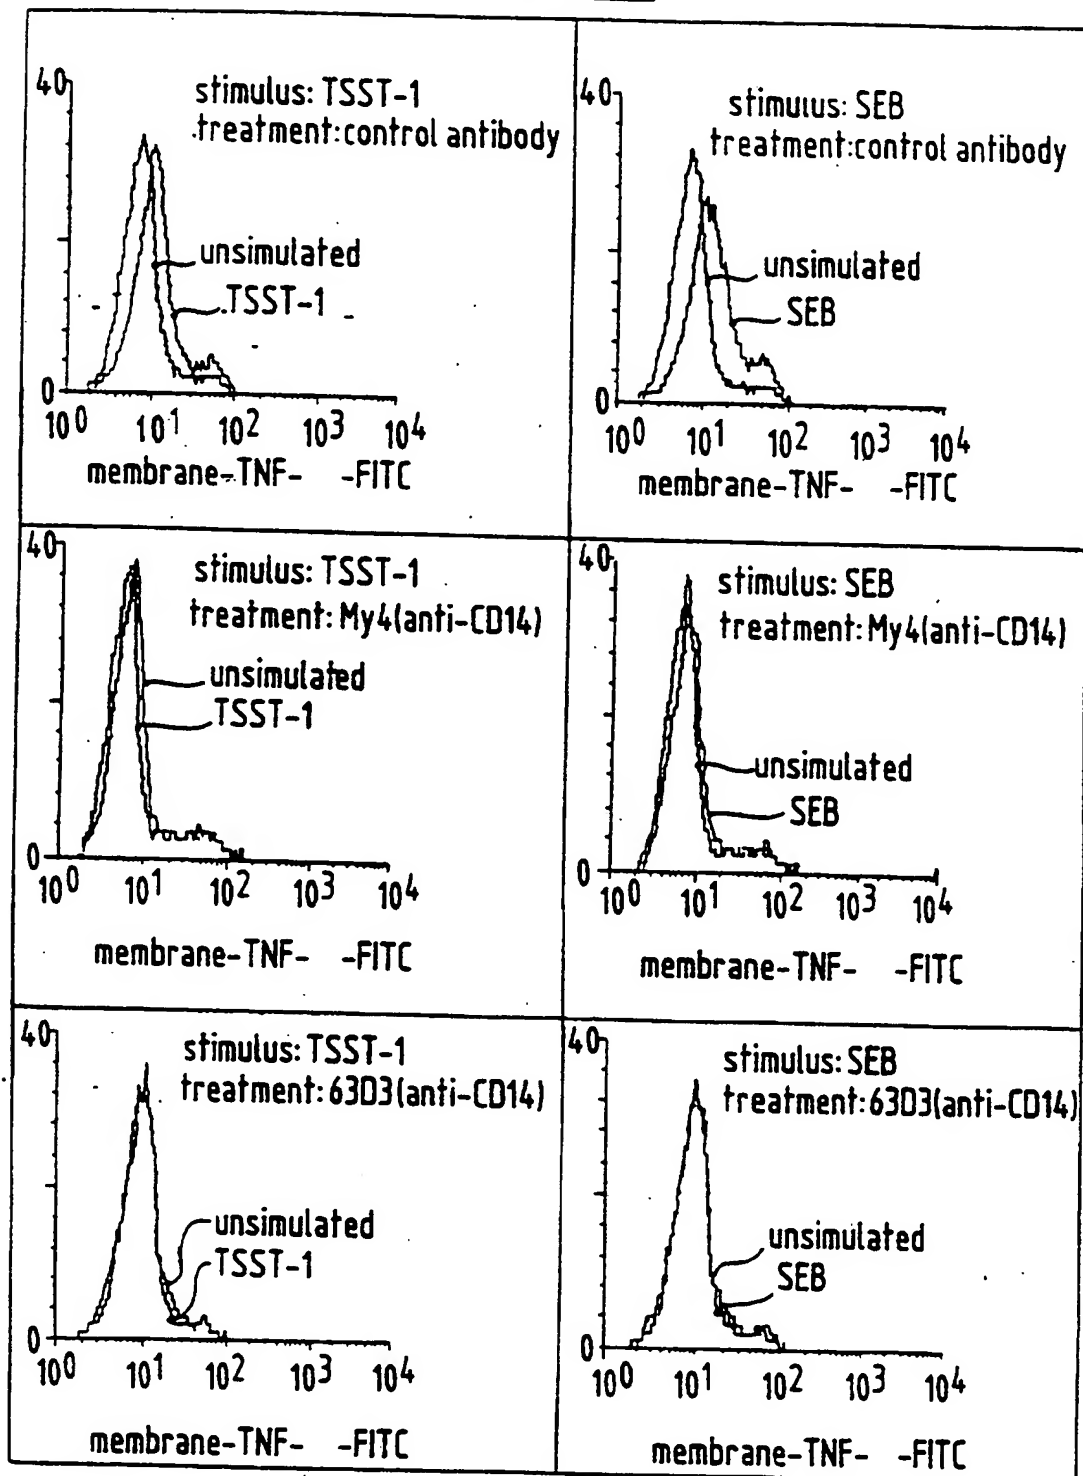 40
stimulus: TSST-1
treatment: control antibody
unsimulated
TSST-1
0
10^0 10^1 10^2 10^3 10^4
membrane-TNF- -FITC
40
stimulus: SEB
treatment: control antibody
unsimulated
SEB
0
10^0 10^1 10^2 10^3 10^4
membrane-TNF- -FITC
40
stimulus: TSST-1
treatment: My4(anti-CD14)
unsimulated
TSST-1
0
10^0 10^1 10^2 10^3 10^4
membrane-TNF- -FITC
40
stimulus: SEB
treatment: My4(anti-CD14)
unsimulated
SEB
0
10^0 10^1 10^2 10^3 10^4
membrane-TNF- -FITC
40
stimulus: TSST-1
treatment: 63D3(anti-CD14)
unsimulated
TSST-1
0
10^0 10^1 10^2 10^3 10^4
membrane-TNF- -FITC
40
stimulus: SEB
treatment: 63D3(anti-CD14)
unsimulated
SEB
0
10^0 10^1 10^2 10^3 10^4
membrane-TNF- -FITC